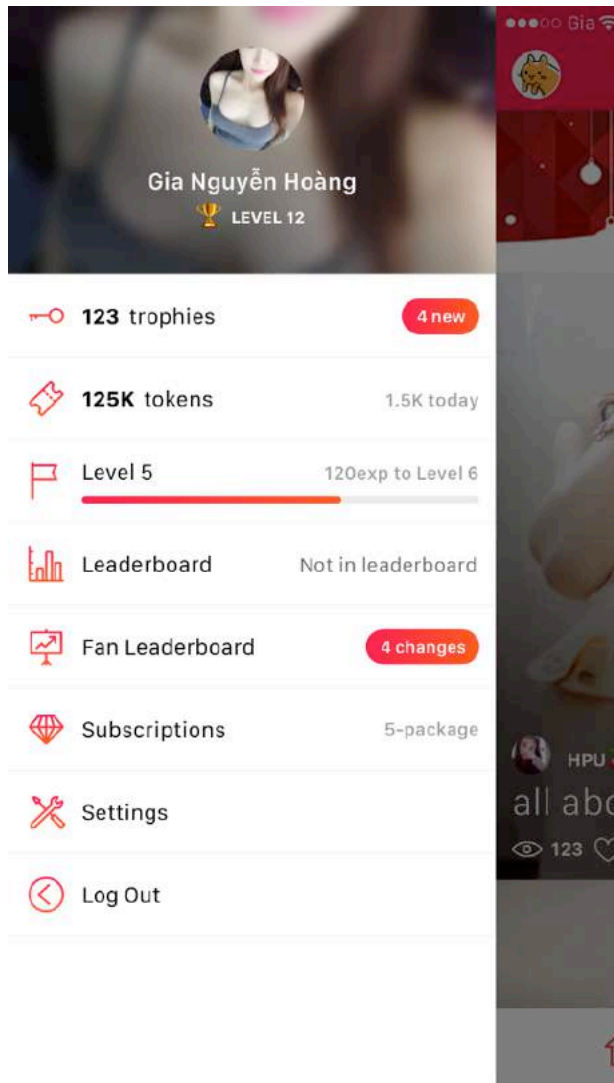 Gia Nguyễn Hoàng
LEVEL 12
123 trophies
4 new
125K tokens
1.5K today
Level 5
120exp to Level 6
Leaderboard
Not in leaderboard
Fan Leaderboard
4 changes
Subscriptions
5-package
Settings
Log Out
Gia
HPU
all abo
123